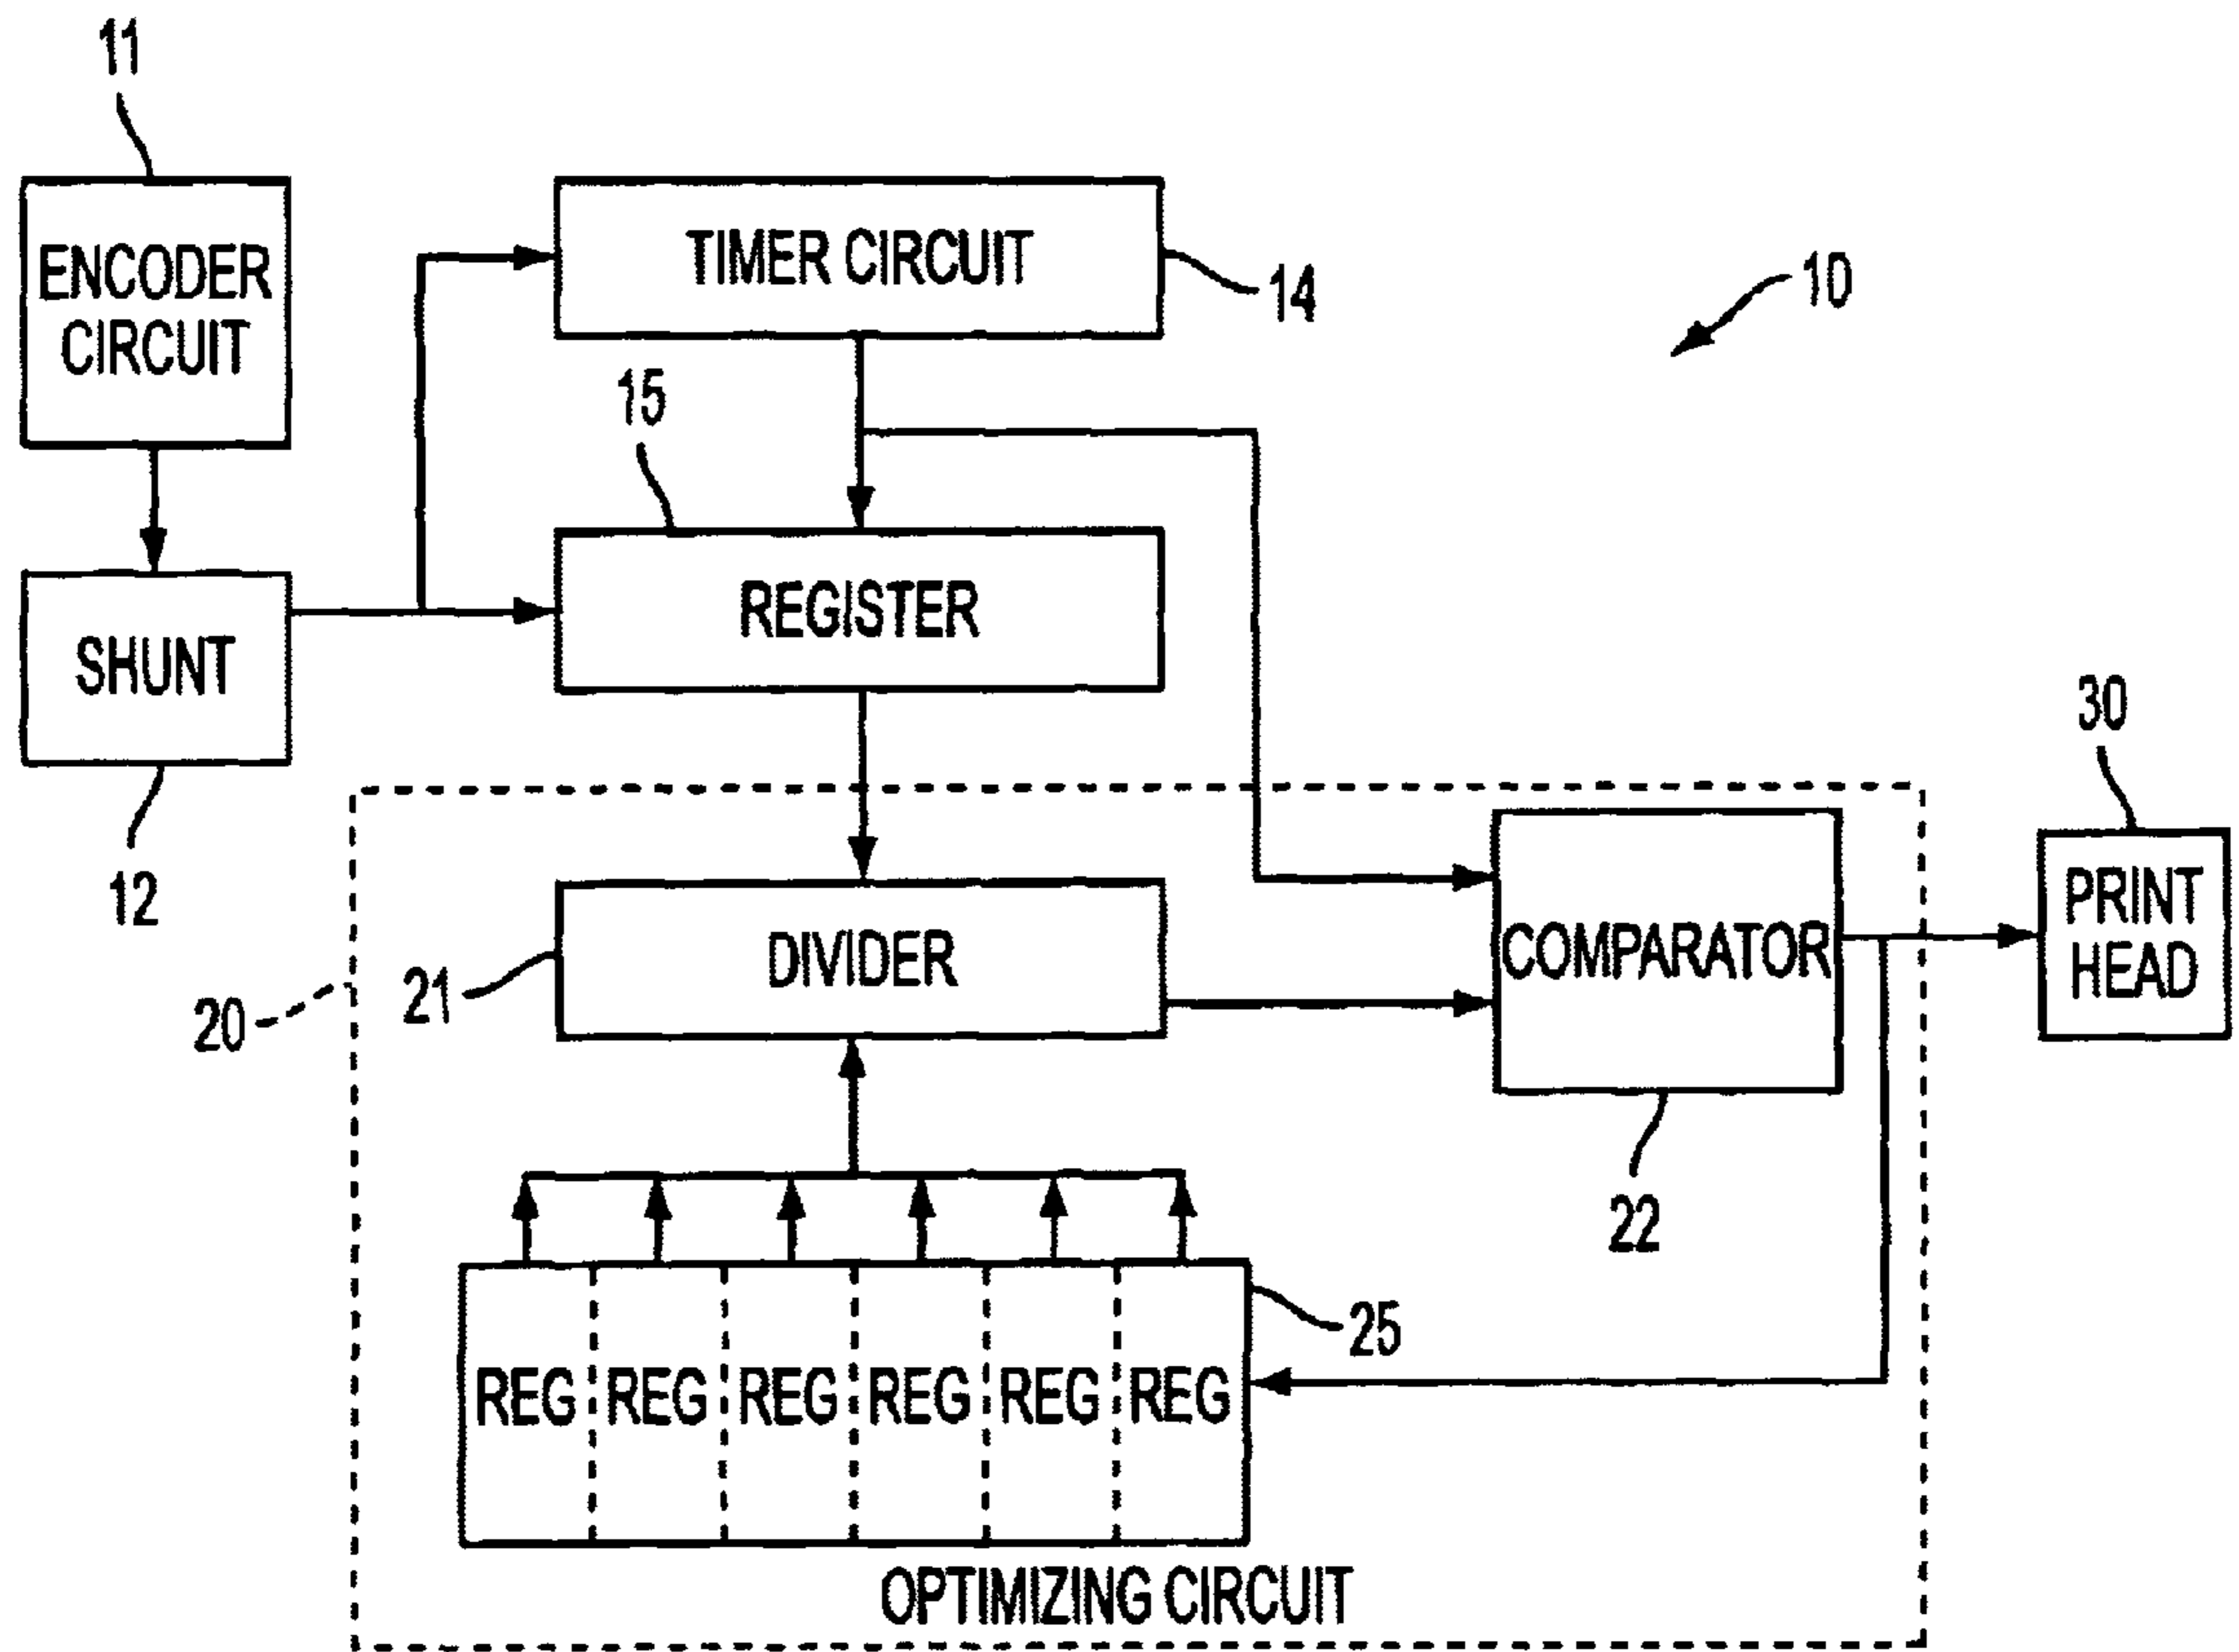 11
ENCODER
CIRCUIT
TIMER CIRCUIT
14
10
15
REGISTER
SHUNT
12
30
PRINT
HEAD
DIVIDER
21
20
COMPARATOR
22
25
REG REG REG REG REG REG
OPTIMIZING CIRCUIT